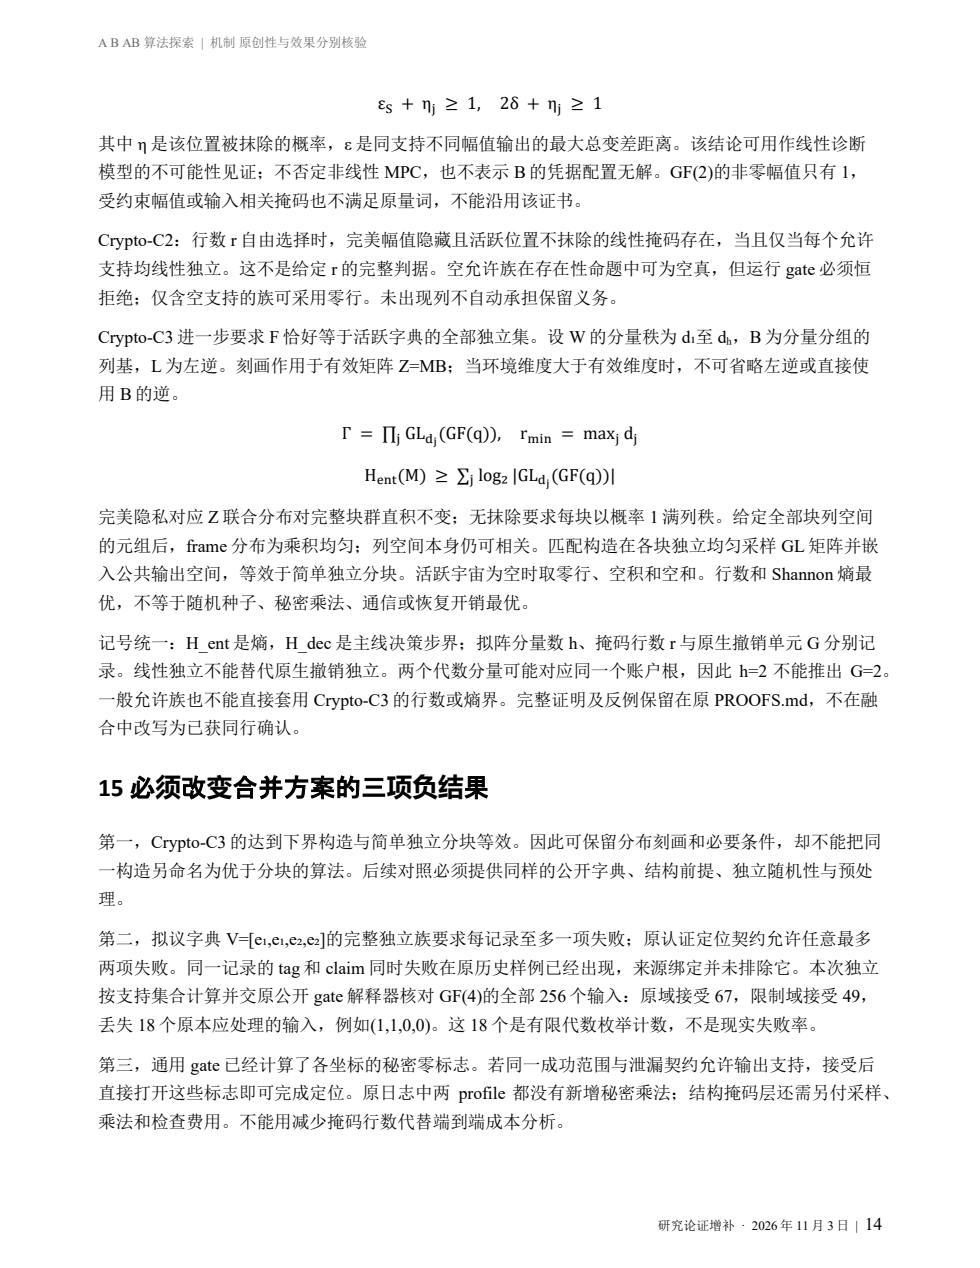 A B AB 算法探索 | 机制 原创性与效果分别核验
εS + ηj ≥ 1, 2δ + ηj ≥ 1
其中 η 是该位置被抹除的概率，ε 是同支持不同幅值输出的最大总变差距离。该结论可用作线性诊断
模型的不可能性见证；不否定非线性 MPC，也不表示 B 的凭据配置无解。GF(2)的非零幅值只有 1，
受约束幅值或输入相关掩码也不满足原量词，不能沿用该证书。
Crypto-C2：行数 r 自由选择时，完美幅值隐藏且活跃位置不抹除的线性掩码存在，当且仅当每个允许
支持均线性独立。这不是给定 r 的完整判据。空允许族在存在性命题中可为空真，但运行 gate 必须恒
拒绝；仅含空支持的族可采用零行。未出现列不自动承担保留义务。
Crypto-C3 进一步要求 F 恰好等于活跃字典的全部独立集。设 W 的分量秩为 d₁至 dₕ，B 为分量分组的
列基，L 为左逆。刻画作用于有效矩阵 Z=MB；当环境维度大于有效维度时，不可省略左逆或直接使
用 B 的逆。
Γ = ∏j GLdj(GF(q)), rmin = maxj dj
Hent(M) ≥ ∑j log₂ |GLdj(GF(q))|
完美隐私对应 Z 联合分布对完整块群直积不变；无抹除要求每块以概率 1 满列秩。给定全部块列空间
的元组后，frame 分布为乘积均匀；列空间本身仍可相关。匹配构造在各块独立均匀采样 GL 矩阵并嵌
入公共输出空间，等效于简单独立分块。活跃宇宙为空时取零行、空积和空和。行数和 Shannon 熵最
优，不等于随机种子、秘密乘法、通信或恢复开销最优。
记号统一：H_ent 是熵，H_dec 是主线决策步界；拟阵分量数 h、掩码行数 r 与原生撤销单元 G 分别记
录。线性独立不能替代原生撤销独立。两个代数分量可能对应同一个账户根，因此 h=2 不能推出 G=2。
一般允许族也不能直接套用 Crypto-C3 的行数或熵界。完整证明及反例保留在原 PROOFS.md，不在融
合中改写为已获同行确认。
15 必须改变合并方案的三项负结果
第一，Crypto-C3 的达到下界构造与简单独立分块等效。因此可保留分布刻画和必要条件，却不能把同
一构造另命名为优于分块的算法。后续对照必须提供同样的公开字典、结构前提、独立随机性与预处
理。
第二，拟议字典 V=[e₁,e₁,e₂,e₂]的完整独立族要求每记录至多一项失败；原认证定位契约允许任意最多
两项失败。同一记录的 tag 和 claim 同时失败在原历史样例已经出现，来源绑定并未排除它。本次独立
按支持集合计算并交原公开 gate 解释器核对 GF(4)的全部 256 个输入：原域接受 67，限制域接受 49，
丢失 18 个原本应处理的输入，例如(1,1,0,0)。这 18 个是有限代数枚举计数，不是现实失败率。
第三，通用 gate 已经计算了各坐标的秘密零标志。若同一成功范围与泄漏契约允许输出支持，接受后
直接打开这些标志即可完成定位。原日志中两 profile 都没有新增秘密乘法；结构掩码层还需另付采样、
乘法和检查费用。不能用减少掩码行数代替端到端成本分析。
研究论证增补 · 2026 年 11 月 3 日 | 14